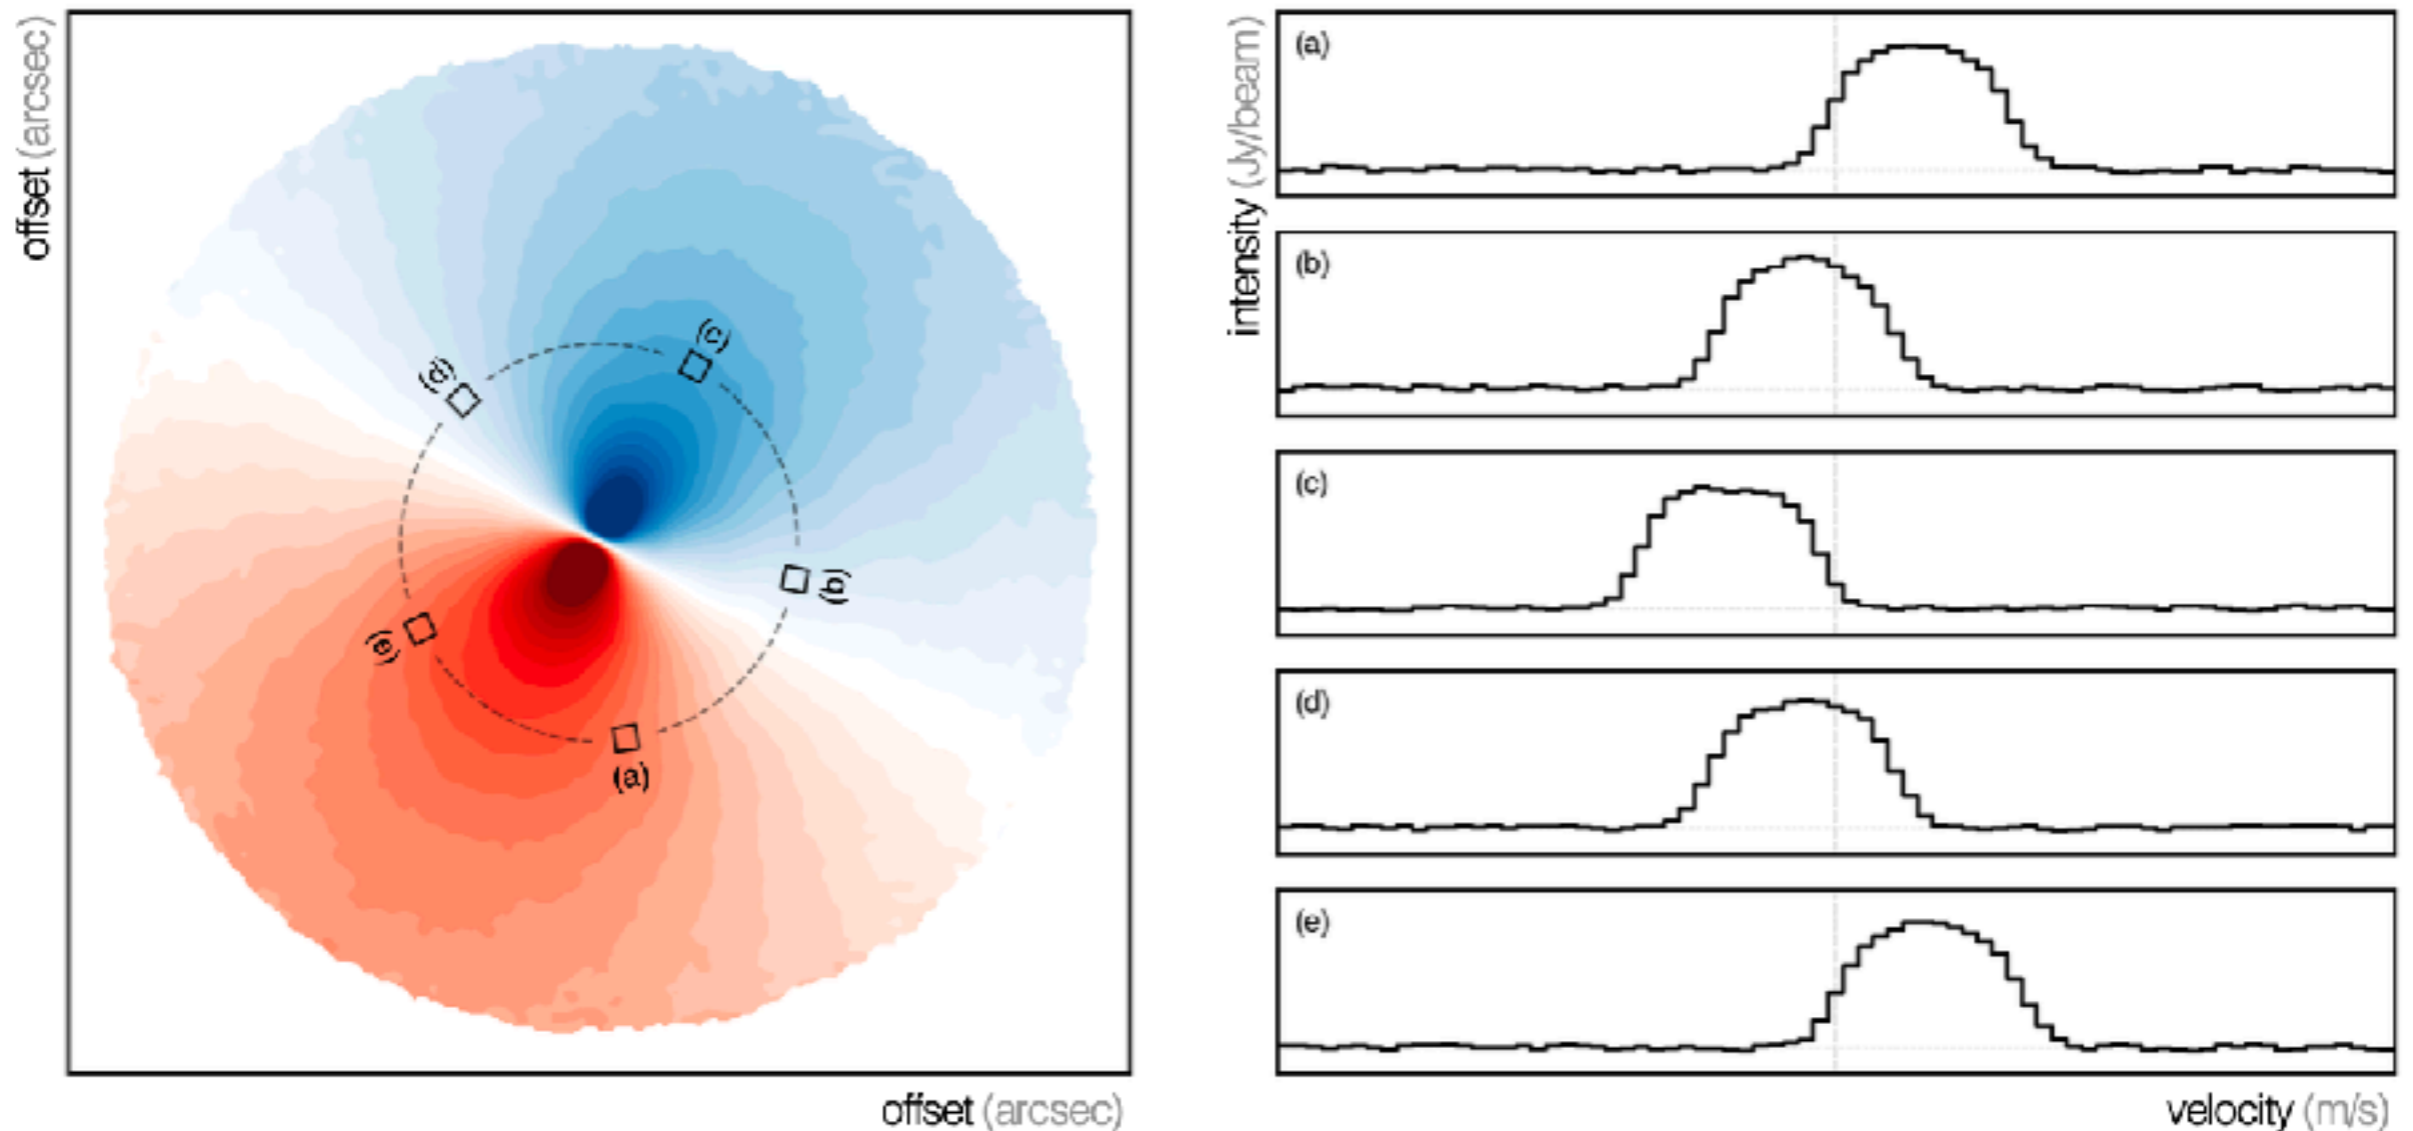 offset (arcsec)
(c)
(d)
(b)
(e)
(a)
offset (arcsec)
intensity (Jy/beam)
(a)
(b)
(c)
(d)
(e)
velocity (m/s)